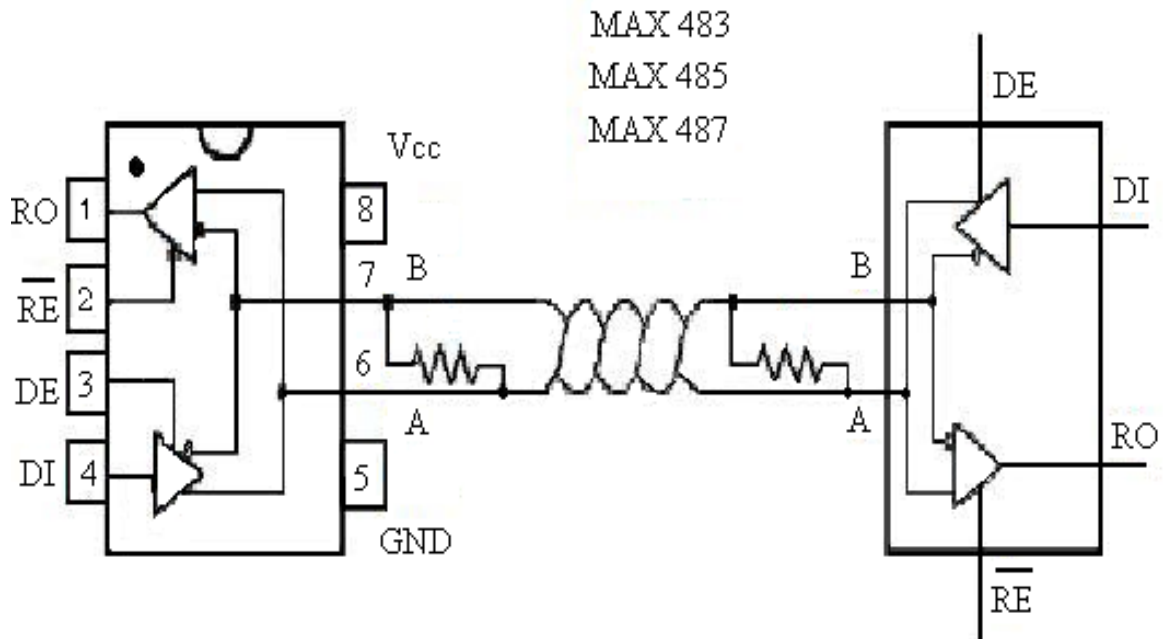 MAX 483
MAX 485
MAX 487
DE
Vcc
RO 1
8
DI
7 B
B
RE 2
6
DE 3
A
A
RO
DI 4
5
GND
RE